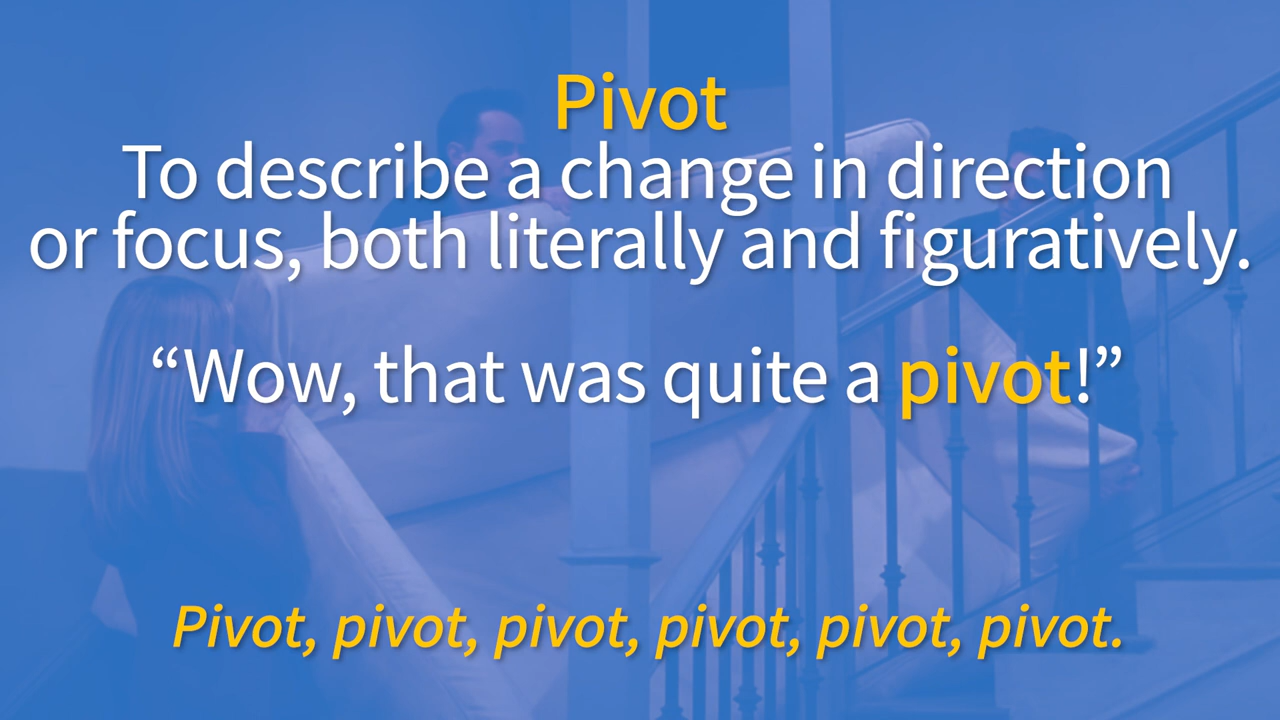 Pivot
To describe a change in direction
or focus, both literally and figuratively.
“Wow, that was quite a pivot!”
Pivot, pivot, pivot, pivot, pivot, pivot.